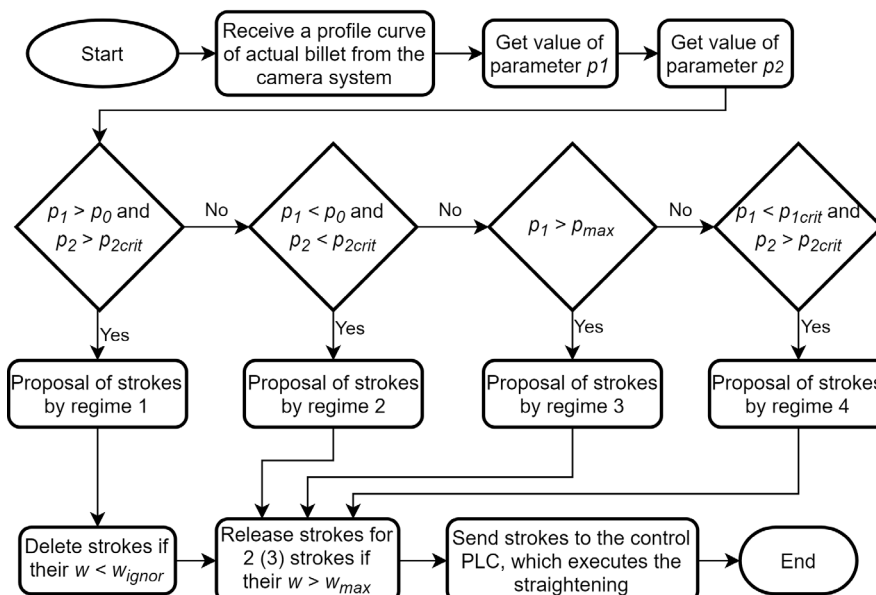 Start
Receive a profile curve
of actual billet from the
camera system
Get value of
parameter p1
Get value of
parameter p2
p1 > p0 and
p2 > p2crit
No
p1 < p0 and
p2 < p2crit
No
p1 > pmax
No
p1 < p1crit and
p2 > p2crit
Yes
Yes
Yes
Yes
Proposal of strokes
by regime 1
Proposal of strokes
by regime 2
Proposal of strokes
by regime 3
Proposal of strokes
by regime 4
Delete strokes if
their w < wignor
Release strokes for
2 (3) strokes if
their w > wmax
Send strokes to the control
PLC, which executes the
straightening
End